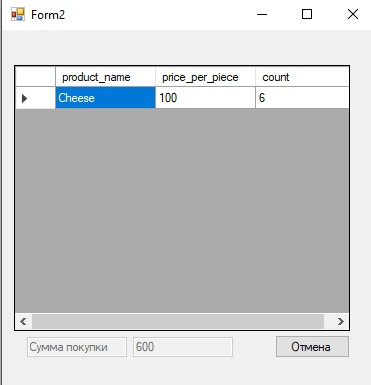 Form2
product_name price_per_piece count
Cheese 100 6
Сумма покупки 600 Отмена